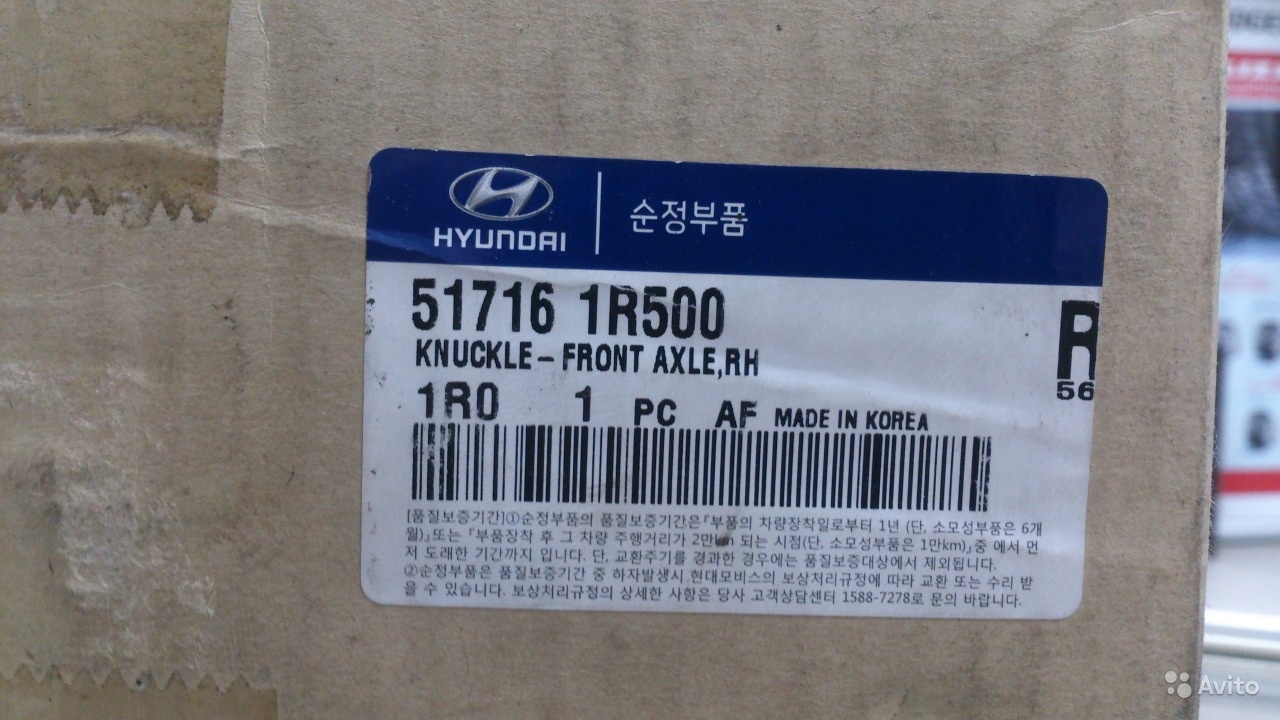 HYUNDAI
순정부품
51716 1R500
R
KNUCKLE-FRONT AXLE,RH
56
1R0 1 PC AF MADE IN KOREA
[품질보증기간]①순정부품의 품질보증기간은『부품의 차량장착일로부터 1년 (단, 소모성부품은 6개
월)』또는『부품장착 후 그 차량 주행거리가 2만km 되는 시점(단, 소모성부품은 1만km)』중 에서 먼
저 도래한 기간까지 입니다. 단, 교환주기를 경과한 경우에는 품질보증대상에서 제외됩니다.
②순정부품은 품질보증기간 중 하자발생시 현대모비스의 보상처리규정에 따라 교환 또는 수리 받
을 수 있습니다. 보상처리규정의 상세한 사항은 당사 고객상담센터 1588-7278로 문의 바랍니다.
Avito